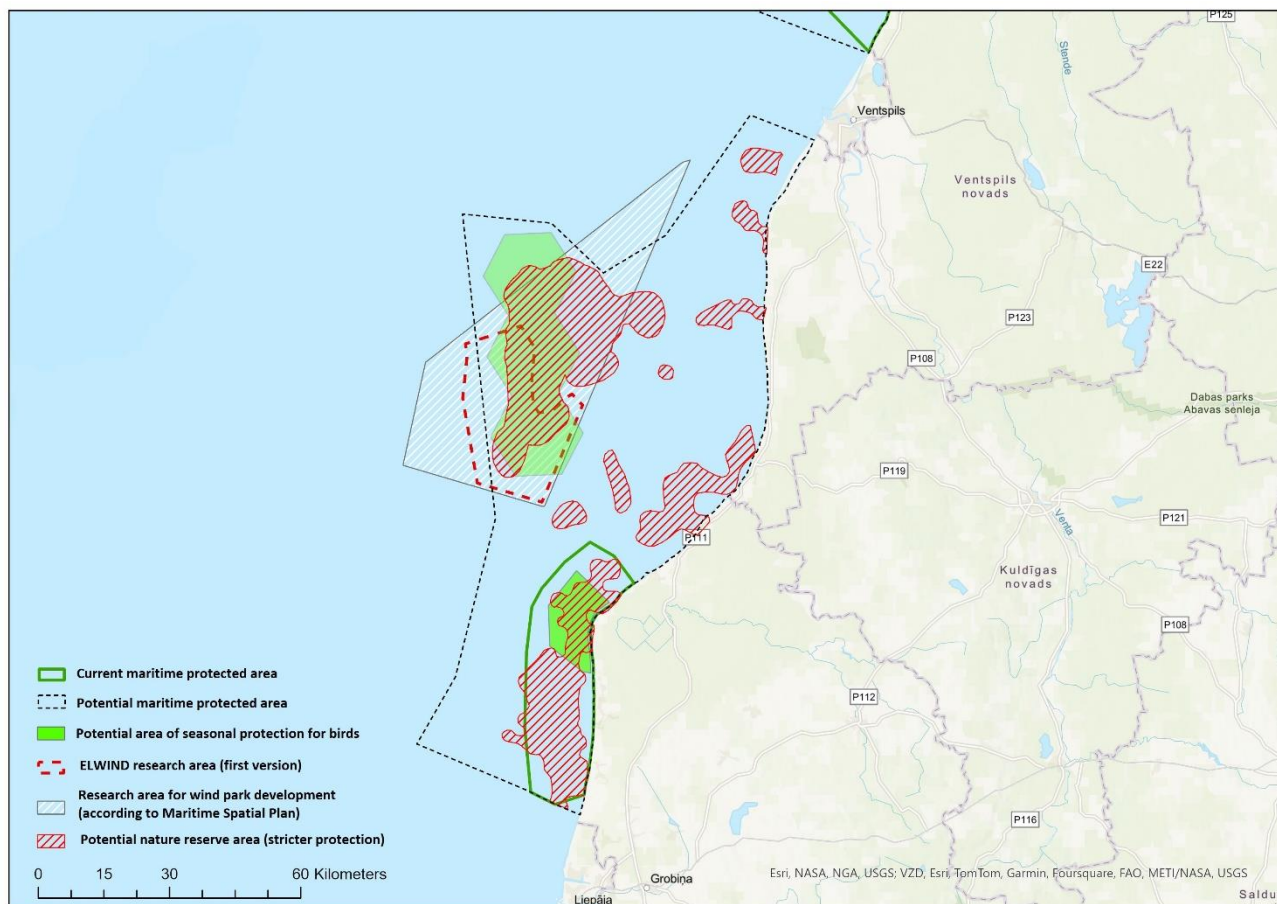 P125
Stende
Ventspils
Ventspils
novads
E22
P123
P108
Dabas parks
Abavas senleja
P119
P121
Venta
P111
Kuldīgas
novads
P108
P112
P116
Current maritime protected area
Potential maritime protected area
Potential area of seasonal protection for birds
ELWIND research area (first version)
Research area for wind park development
(according to Maritime Spatial Plan)
Potential nature reserve area (stricter protection)
0 15 30 60 Kilometers
Esri, NASA, NGA, USGS; VZD, Esri, TomTom, Garmin, Foursquare, FAO, METI/NASA, USGS
Grobiņa
Liepāja
Saldu